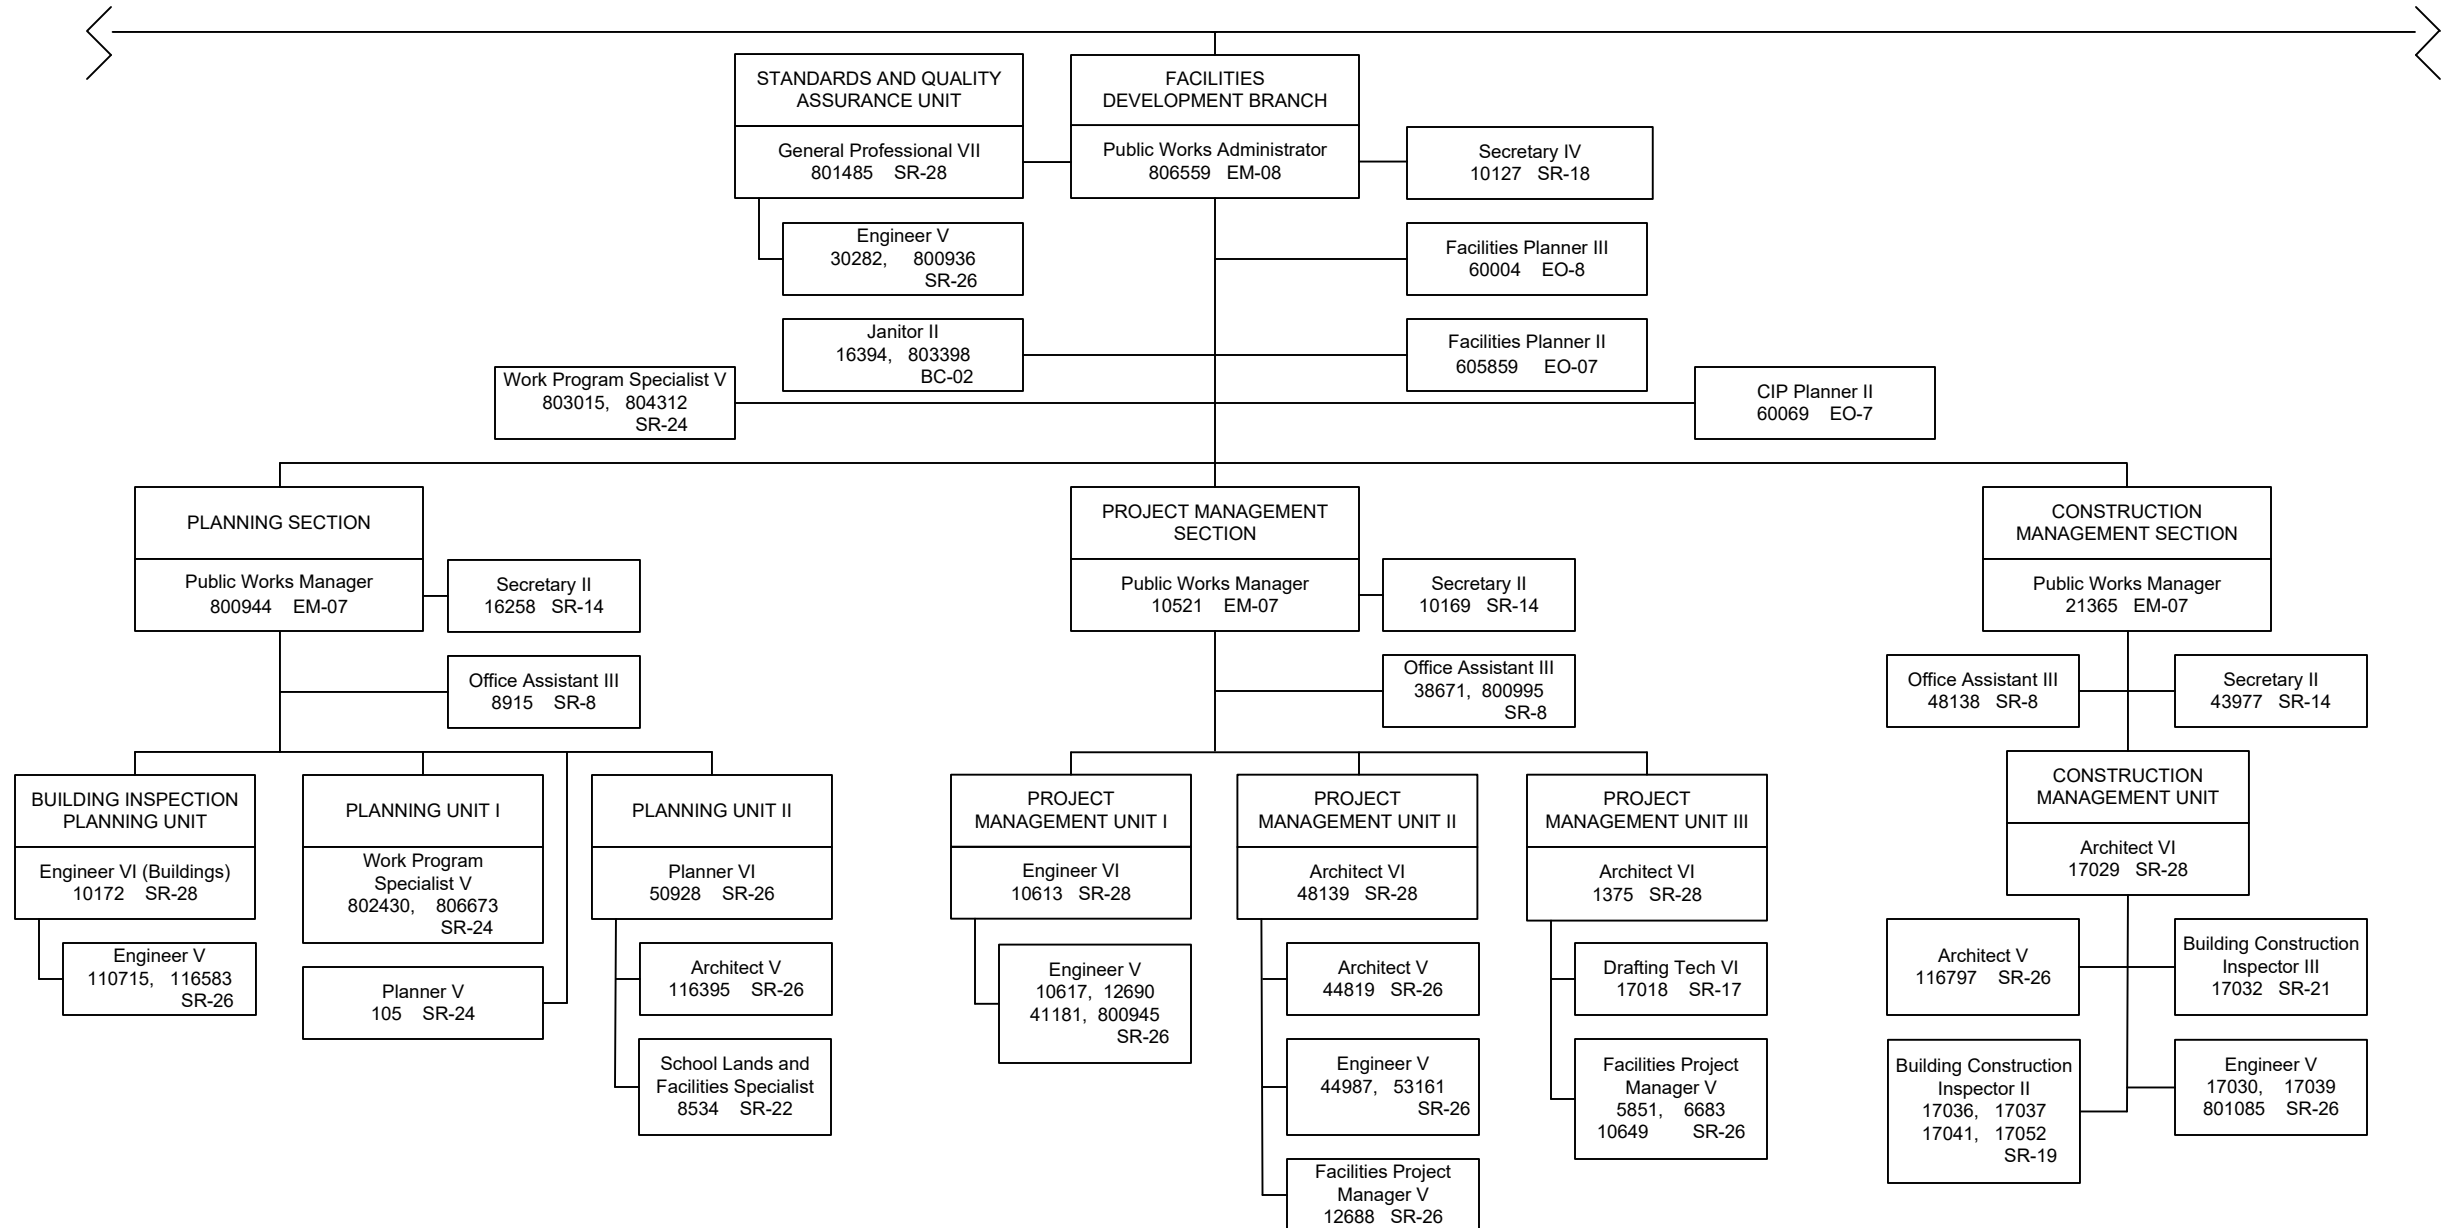 STANDARDS AND QUALITY
ASSURANCE UNIT
General Professional VII
801485 SR-28
FACILITIES
DEVELOPMENT BRANCH
Public Works Administrator
806559 EM-08
Secretary IV
10127 SR-18
Engineer V
30282, 800936
SR-26
Facilities Planner III
60004 EO-8
Janitor II
16394, 803398
BC-02
Facilities Planner II
605859 EO-07
Work Program Specialist V
803015, 804312
SR-24
CIP Planner II
60069 EO-7
PLANNING SECTION
Public Works Manager
800944 EM-07
Secretary II
16258 SR-14
Office Assistant III
8915 SR-8
PROJECT MANAGEMENT
SECTION
Public Works Manager
10521 EM-07
Secretary II
10169 SR-14
Office Assistant III
38671, 800995
SR-8
CONSTRUCTION
MANAGEMENT SECTION
Public Works Manager
21365 EM-07
Office Assistant III
48138 SR-8
Secretary II
43977 SR-14
BUILDING INSPECTION
PLANNING UNIT
Engineer VI (Buildings)
10172 SR-28
Engineer V
110715, 116583
SR-26
PLANNING UNIT I
Work Program
Specialist V
802430, 806673
SR-24
Planner V
105 SR-24
PLANNING UNIT II
Planner VI
50928 SR-26
Architect V
116395 SR-26
School Lands and
Facilities Specialist
8534 SR-22
PROJECT
MANAGEMENT UNIT I
Engineer VI
10613 SR-28
Engineer V
10617, 12690
41181, 800945
SR-26
PROJECT
MANAGEMENT UNIT II
Architect VI
48139 SR-28
Architect V
44819 SR-26
Engineer V
44987, 53161
SR-26
Facilities Project
Manager V
12688 SR-26
PROJECT
MANAGEMENT UNIT III
Architect VI
1375 SR-28
Drafting Tech VI
17018 SR-17
Facilities Project
Manager V
5851, 6683
10649 SR-26
CONSTRUCTION
MANAGEMENT UNIT
Architect VI
17029 SR-28
Architect V
116797 SR-26
Building Construction
Inspector III
17032 SR-21
Building Construction
Inspector II
17036, 17037
17041, 17052
SR-19
Engineer V
17030, 17039
801085 SR-26